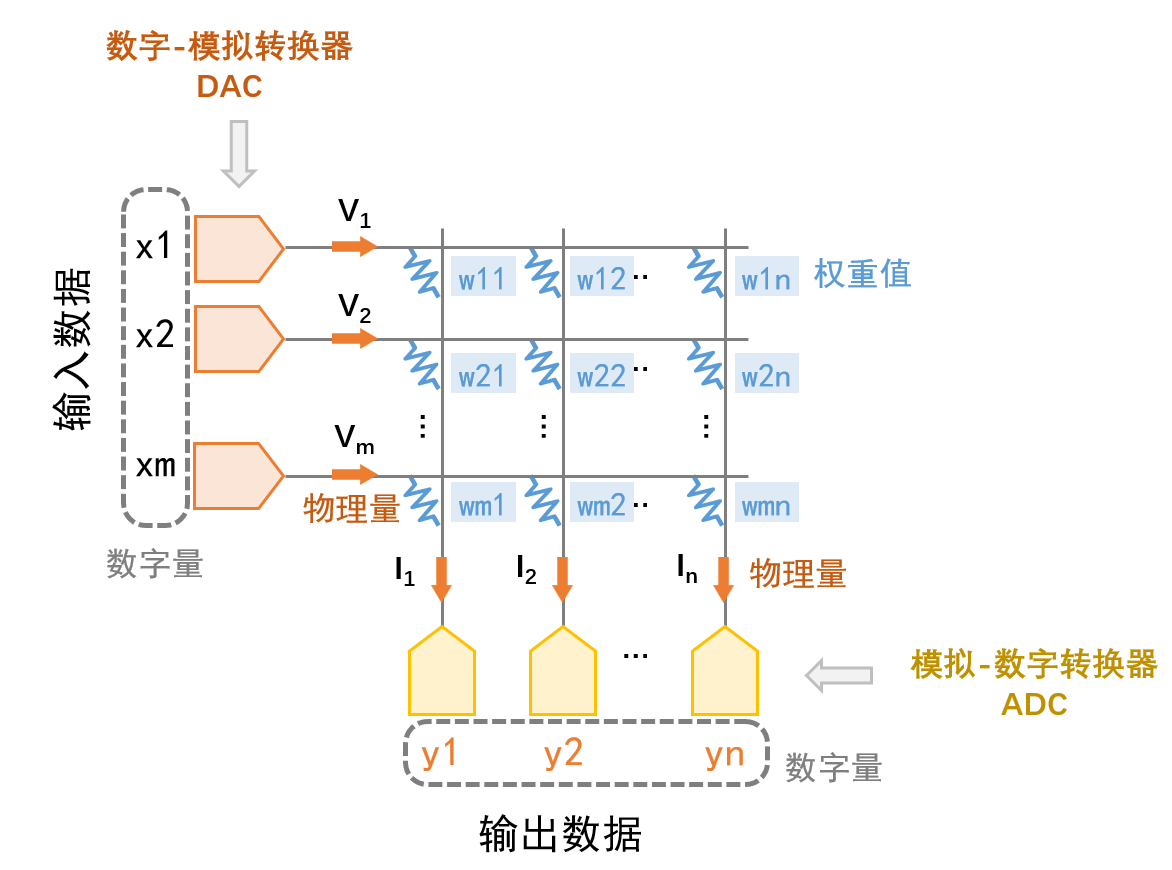 数字-模拟转换器
DAC
输入数据
x1
x2
xm
数字量
V1
V2
Vm
物理量
w11
w12
..
w1n
权重值
w21
w22
..
w2n
...
...
...
wm1
wm2
..
wmn
I1
I2
In
物理量
...
模拟-数字转换器
ADC
y1
y2
yn
数字量
输出数据